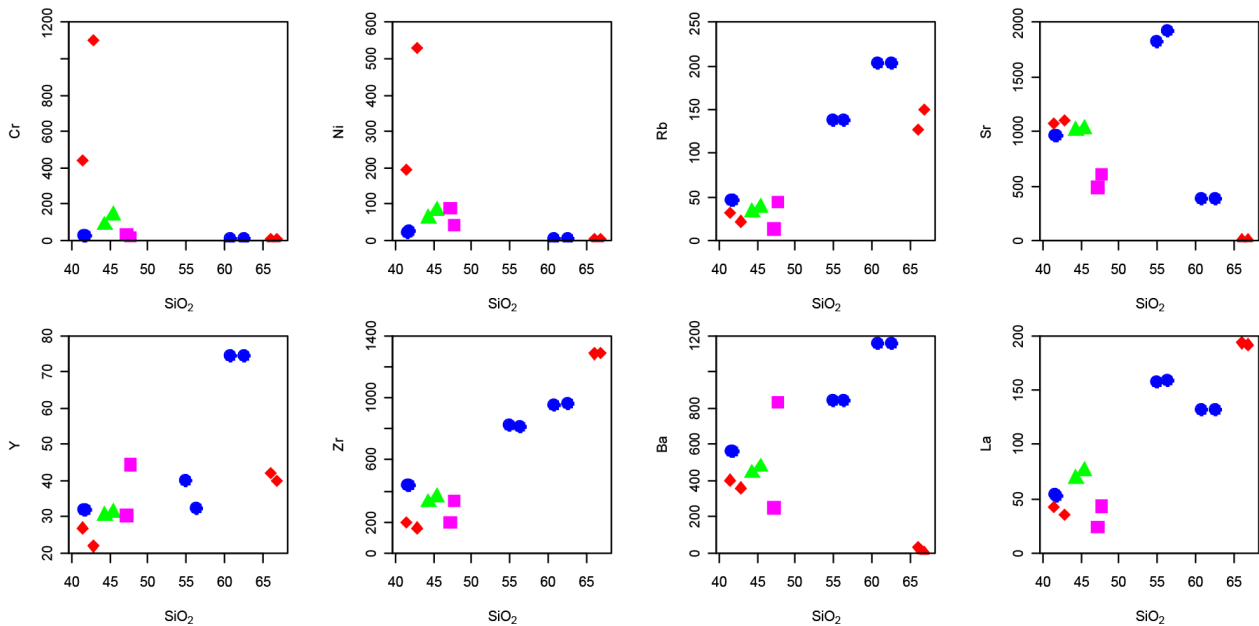 Cr
0 200 400 600 800 1000 1200
40 45 50 55 60 65
SiO₂
Ni
0 100 200 300 400 500 600
40 45 50 55 60 65
SiO₂
Rb
0 50 100 150 200 250
40 45 50 55 60 65
SiO₂
Sr
0 500 1000 1500 2000
40 45 50 55 60 65
SiO₂
Y
20 30 40 50 60 70 80
40 45 50 55 60 65
SiO₂
Zr
0 200 600 1000 1400
40 45 50 55 60 65
SiO₂
Ba
0 200 400 600 800 1200
40 45 50 55 60 65
SiO₂
La
0 50 100 150 200
40 45 50 55 60 65
SiO₂